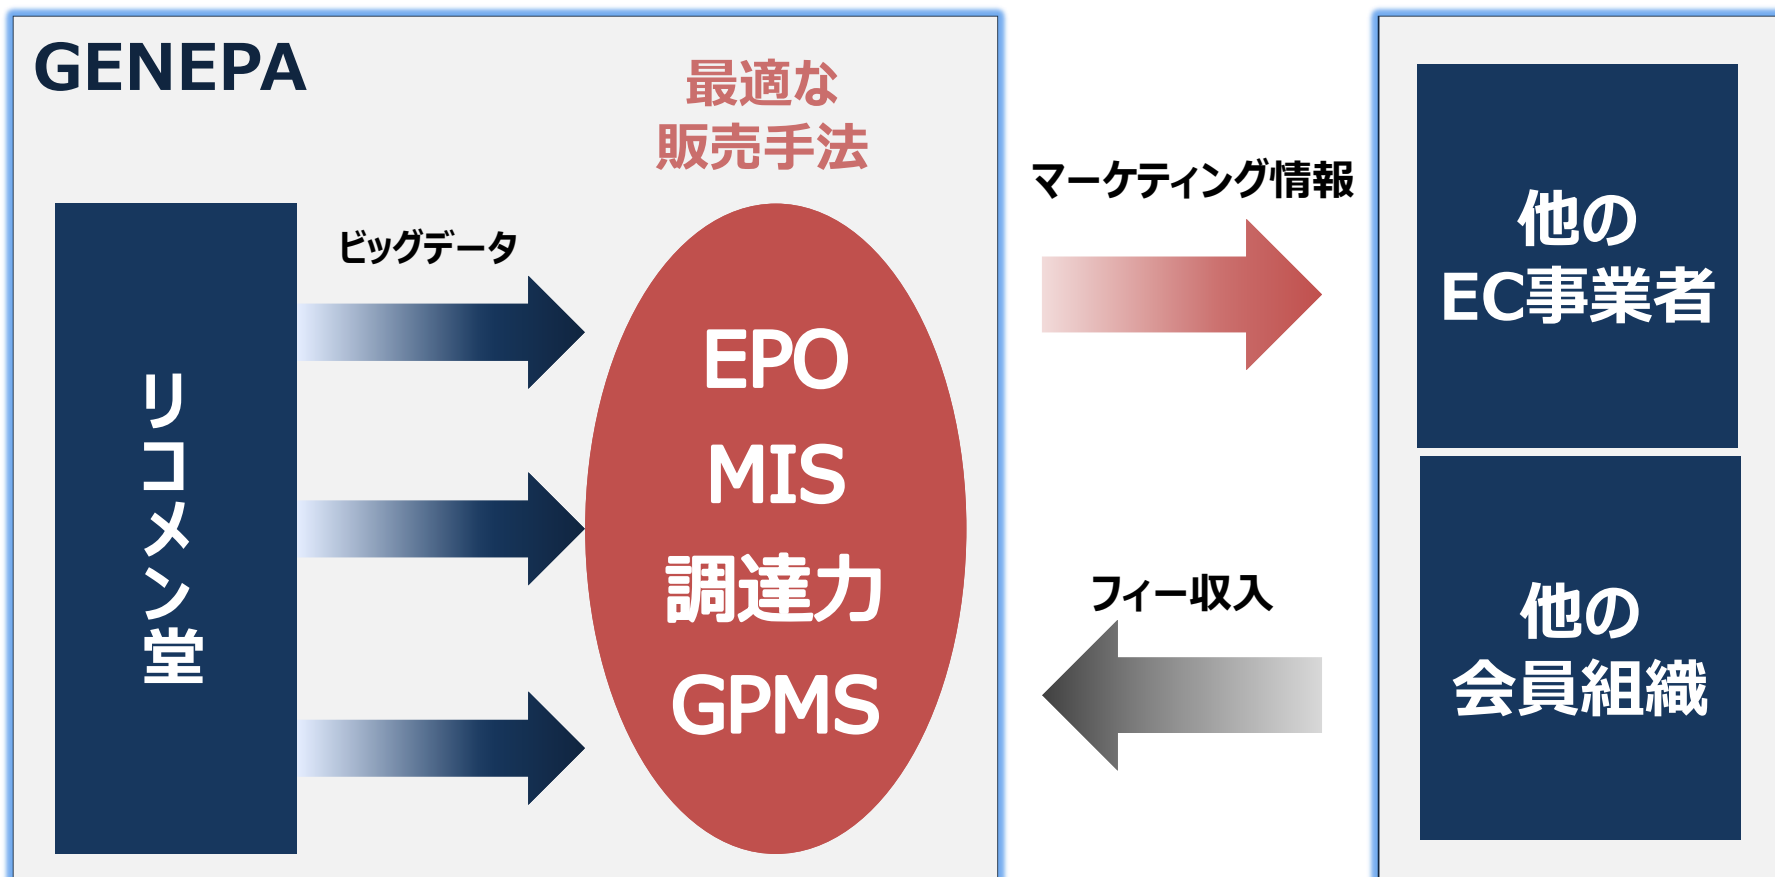 GENEPA
最適な
販売手法
ビッグデータ
リコメン堂
EPO
MIS
調達力
GPMS
マーケティング情報
フィー収入
他の
EC事業者
他の
会員組織